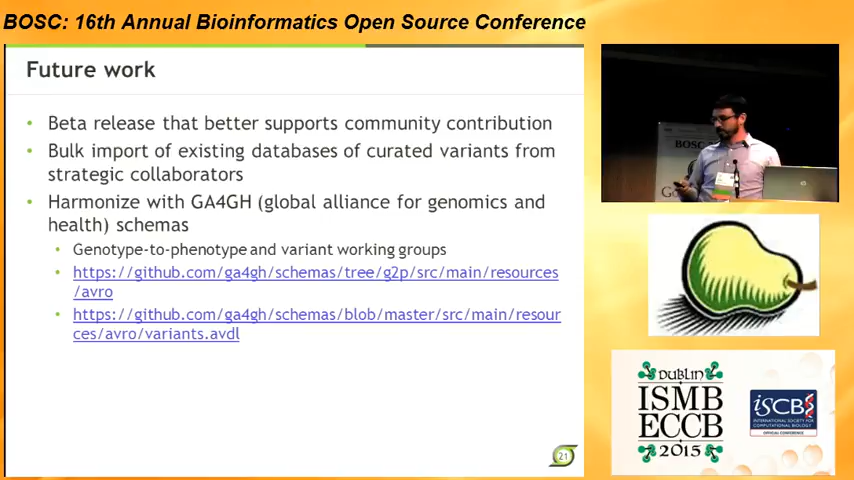 BOSC: 16th Annual Bioinformatics Open Source Conference
Future work
• Beta release that better supports community contribution
• Bulk import of existing databases of curated variants from
strategic collaborators
• Harmonize with GA4GH (global alliance for genomics and
health) schemas
• Genotype-to-phenotype and variant working groups
• https://github.com/ga4gh/schemas/tree/g2p/src/main/resources
/avro
• https://github.com/ga4gh/schemas/blob/master/src/main/resour
ces/avro/variants.avdl
21
BOSC
DUBLIN
ISMB
ECCB
2015
iSCB
INTERNATIONAL SOCIETY FOR
COMPUTATIONAL BIOLOGY
OFFICIAL CONFERENCE